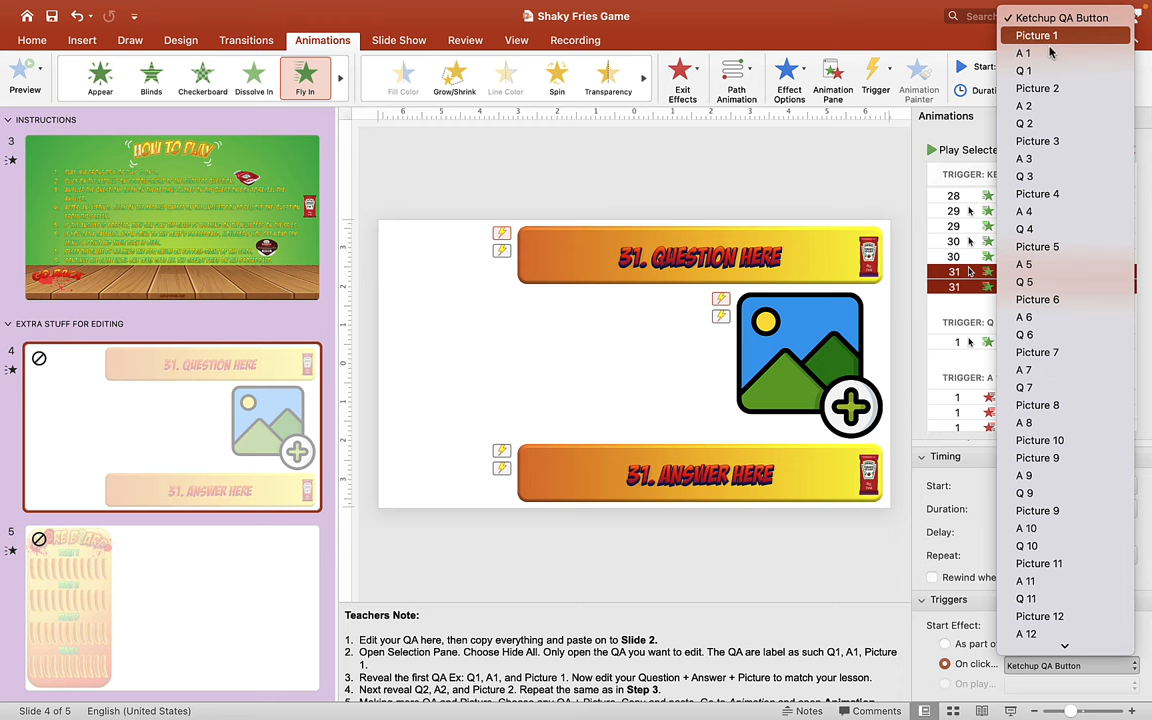 Shaky Fries Game
Search
Home
Insert
Draw
Design
Transitions
Animations
Slide Show
Review
View
Recording
Preview
Appear
Blinds
Checkerboard
Dissolve In
Fly In
Fill Color
Grow/Shrink
Line Color
Spin
Transparency
Exit Effects
Path Animation
Effect Options
Animation Pane
Trigger
Animation Painter
Start:
Durati
INSTRUCTIONS
3
HOW TO PLAY
GO BACK
EXTRA STUFF FOR EDITING
4
31. QUESTION HERE
31. ANSWER HERE
5
31. QUESTION HERE
31. ANSWER HERE
Teachers Note:
1. Edit your QA here, then copy everything and paste on to Slide 2.
2. Open Selection Pane. Choose Hide All. Only open the QA you want to edit. The QA are label as such Q1, A1, Picture
1.
3. Reveal the first QA Ex: Q1, A1, and Picture 1. Now edit your Question + Answer + Picture to match your lesson.
4. Next reveal Q2, A2, and Picture 2. Repeat the same as in Step 3.
Animations
Play Selecte
TRIGGER: KE
28
29
29
30
30
31
31
TRIGGER: Q
1
TRIGGER: A
1
1
1
Timing
Start:
Duration:
Delay:
Repeat:
Rewind whe
Triggers
Start Effect:
As part o
On click...
Ketchup QA Button
On play...
✓ Ketchup QA Button
Picture 1
A 1
Q 1
Picture 2
A 2
Q 2
Picture 3
A 3
Q 3
Picture 4
A 4
Q 4
Picture 5
A 5
Q 5
Picture 6
A 6
Q 6
Picture 7
A 7
Q 7
Picture 8
A 8
Picture 10
Picture 9
A 9
Q 9
Picture 9
A 10
Q 10
Picture 11
A 11
Q 11
Picture 12
A 12
Slide 4 of 5
English (United States)
Notes
Comments